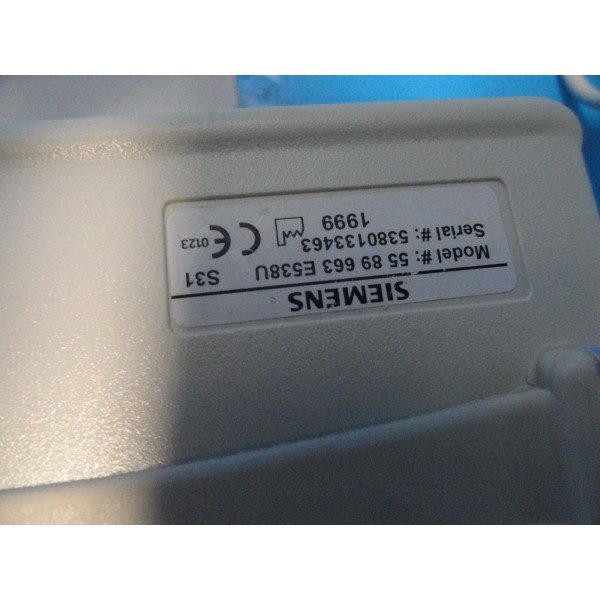 SIEMENS
Model #: 55 89 663 E538U S31
Serial #: 5380133463
1999
CE 0123